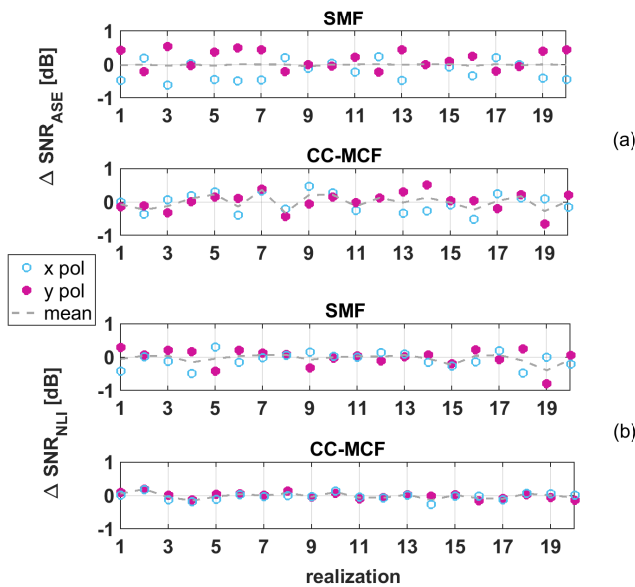 SMF
1
0
-1
1 3 5 7 9 11 13 15 17 19
Δ SNR_ASE [dB]
(a)
CC-MCF
1
0
-1
1 3 5 7 9 11 13 15 17 19
x pol
y pol
mean
SMF
1
0
-1
1 3 5 7 9 11 13 15 17 19
Δ SNR_NLI [dB]
(b)
CC-MCF
1
0
-1
1 3 5 7 9 11 13 15 17 19
realization